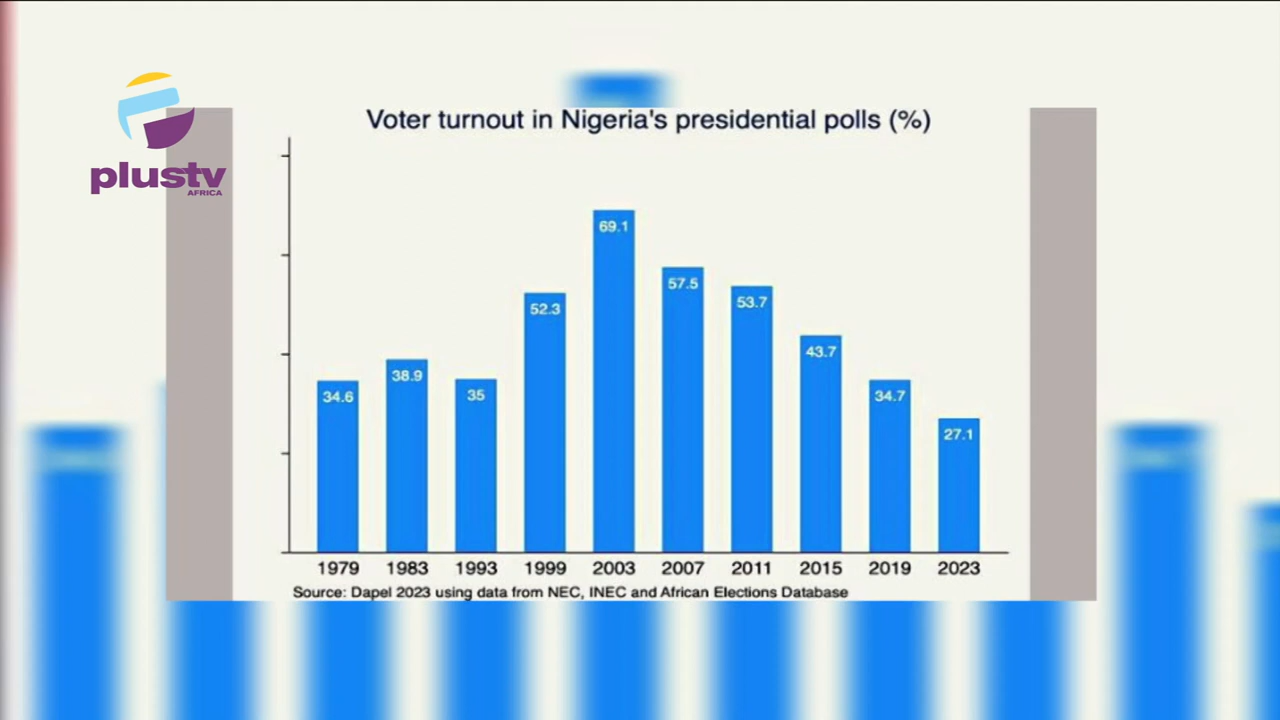 plustv
AFRICA
Voter turnout in Nigeria's presidential polls (%)
34.6
38.9
35
52.3
69.1
57.5
53.7
43.7
34.7
27.1
1979 1983 1993 1999 2003 2007 2011 2015 2019 2023
Source: Dapel 2023 using data from NEC, INEC and African Elections Database